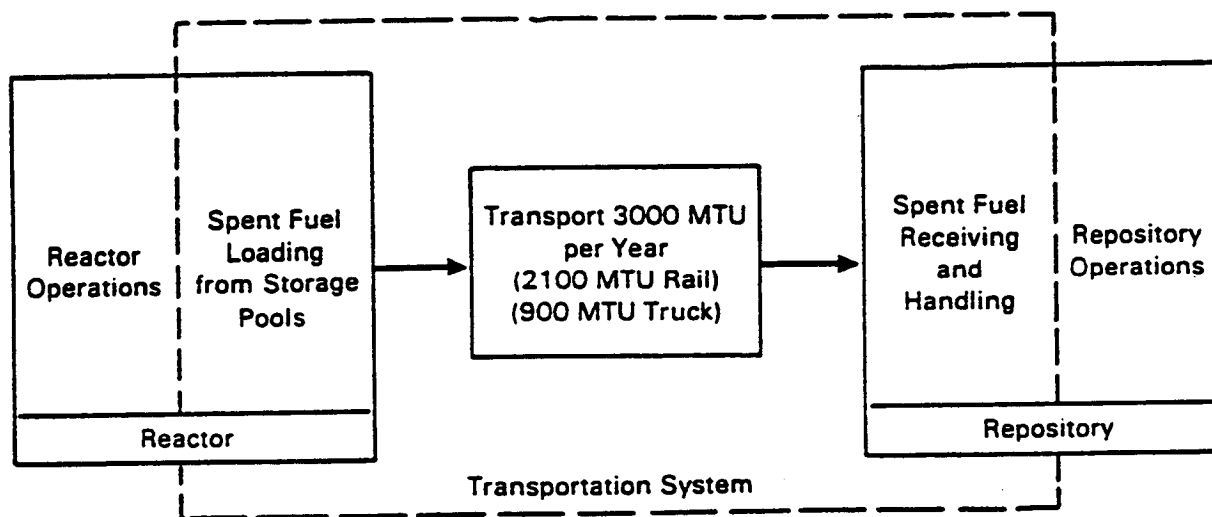 Reactor
Operations
Spent Fuel
Loading
from Storage
Pools
Reactor
Transport 3000 MTU
per Year
(2100 MTU Rail)
(900 MTU Truck)
Spent Fuel
Receiving
and
Handling
Repository
Operations
Repository
Transportation System